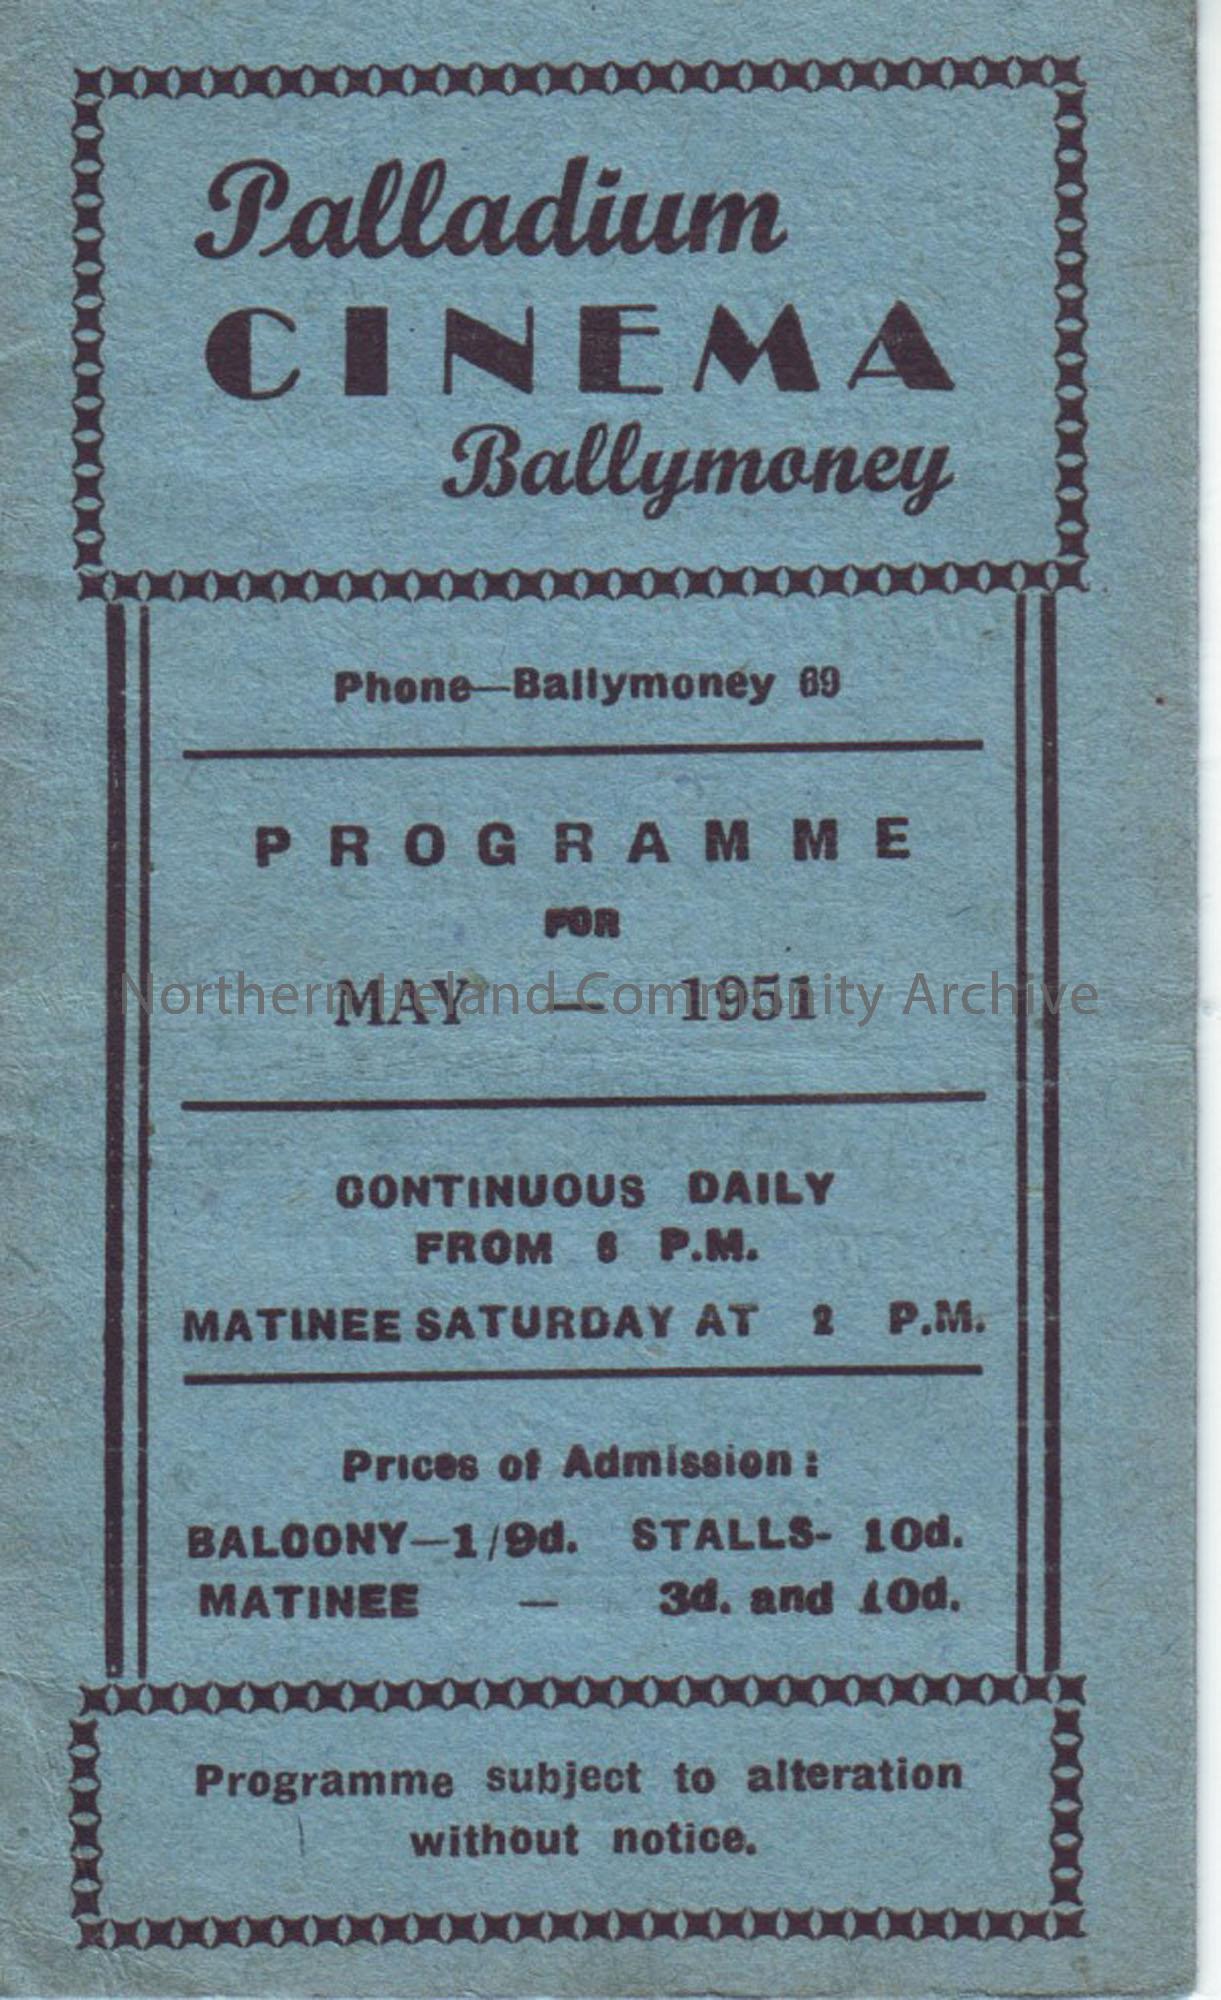 Palladium
CINEMA
Ballymoney
Phone—Ballymoney 69
PROGRAMME
FOR
MAY — 1951
Northern Ireland Community Archive
CONTINUOUS DAILY
FROM 6 P.M.
MATINEE SATURDAY AT 2 P.M.
Prices of Admission :
BALCONY—1/9d. STALLS- 10d.
MATINEE — 3d. and 10d.
Programme subject to alteration
without notice.